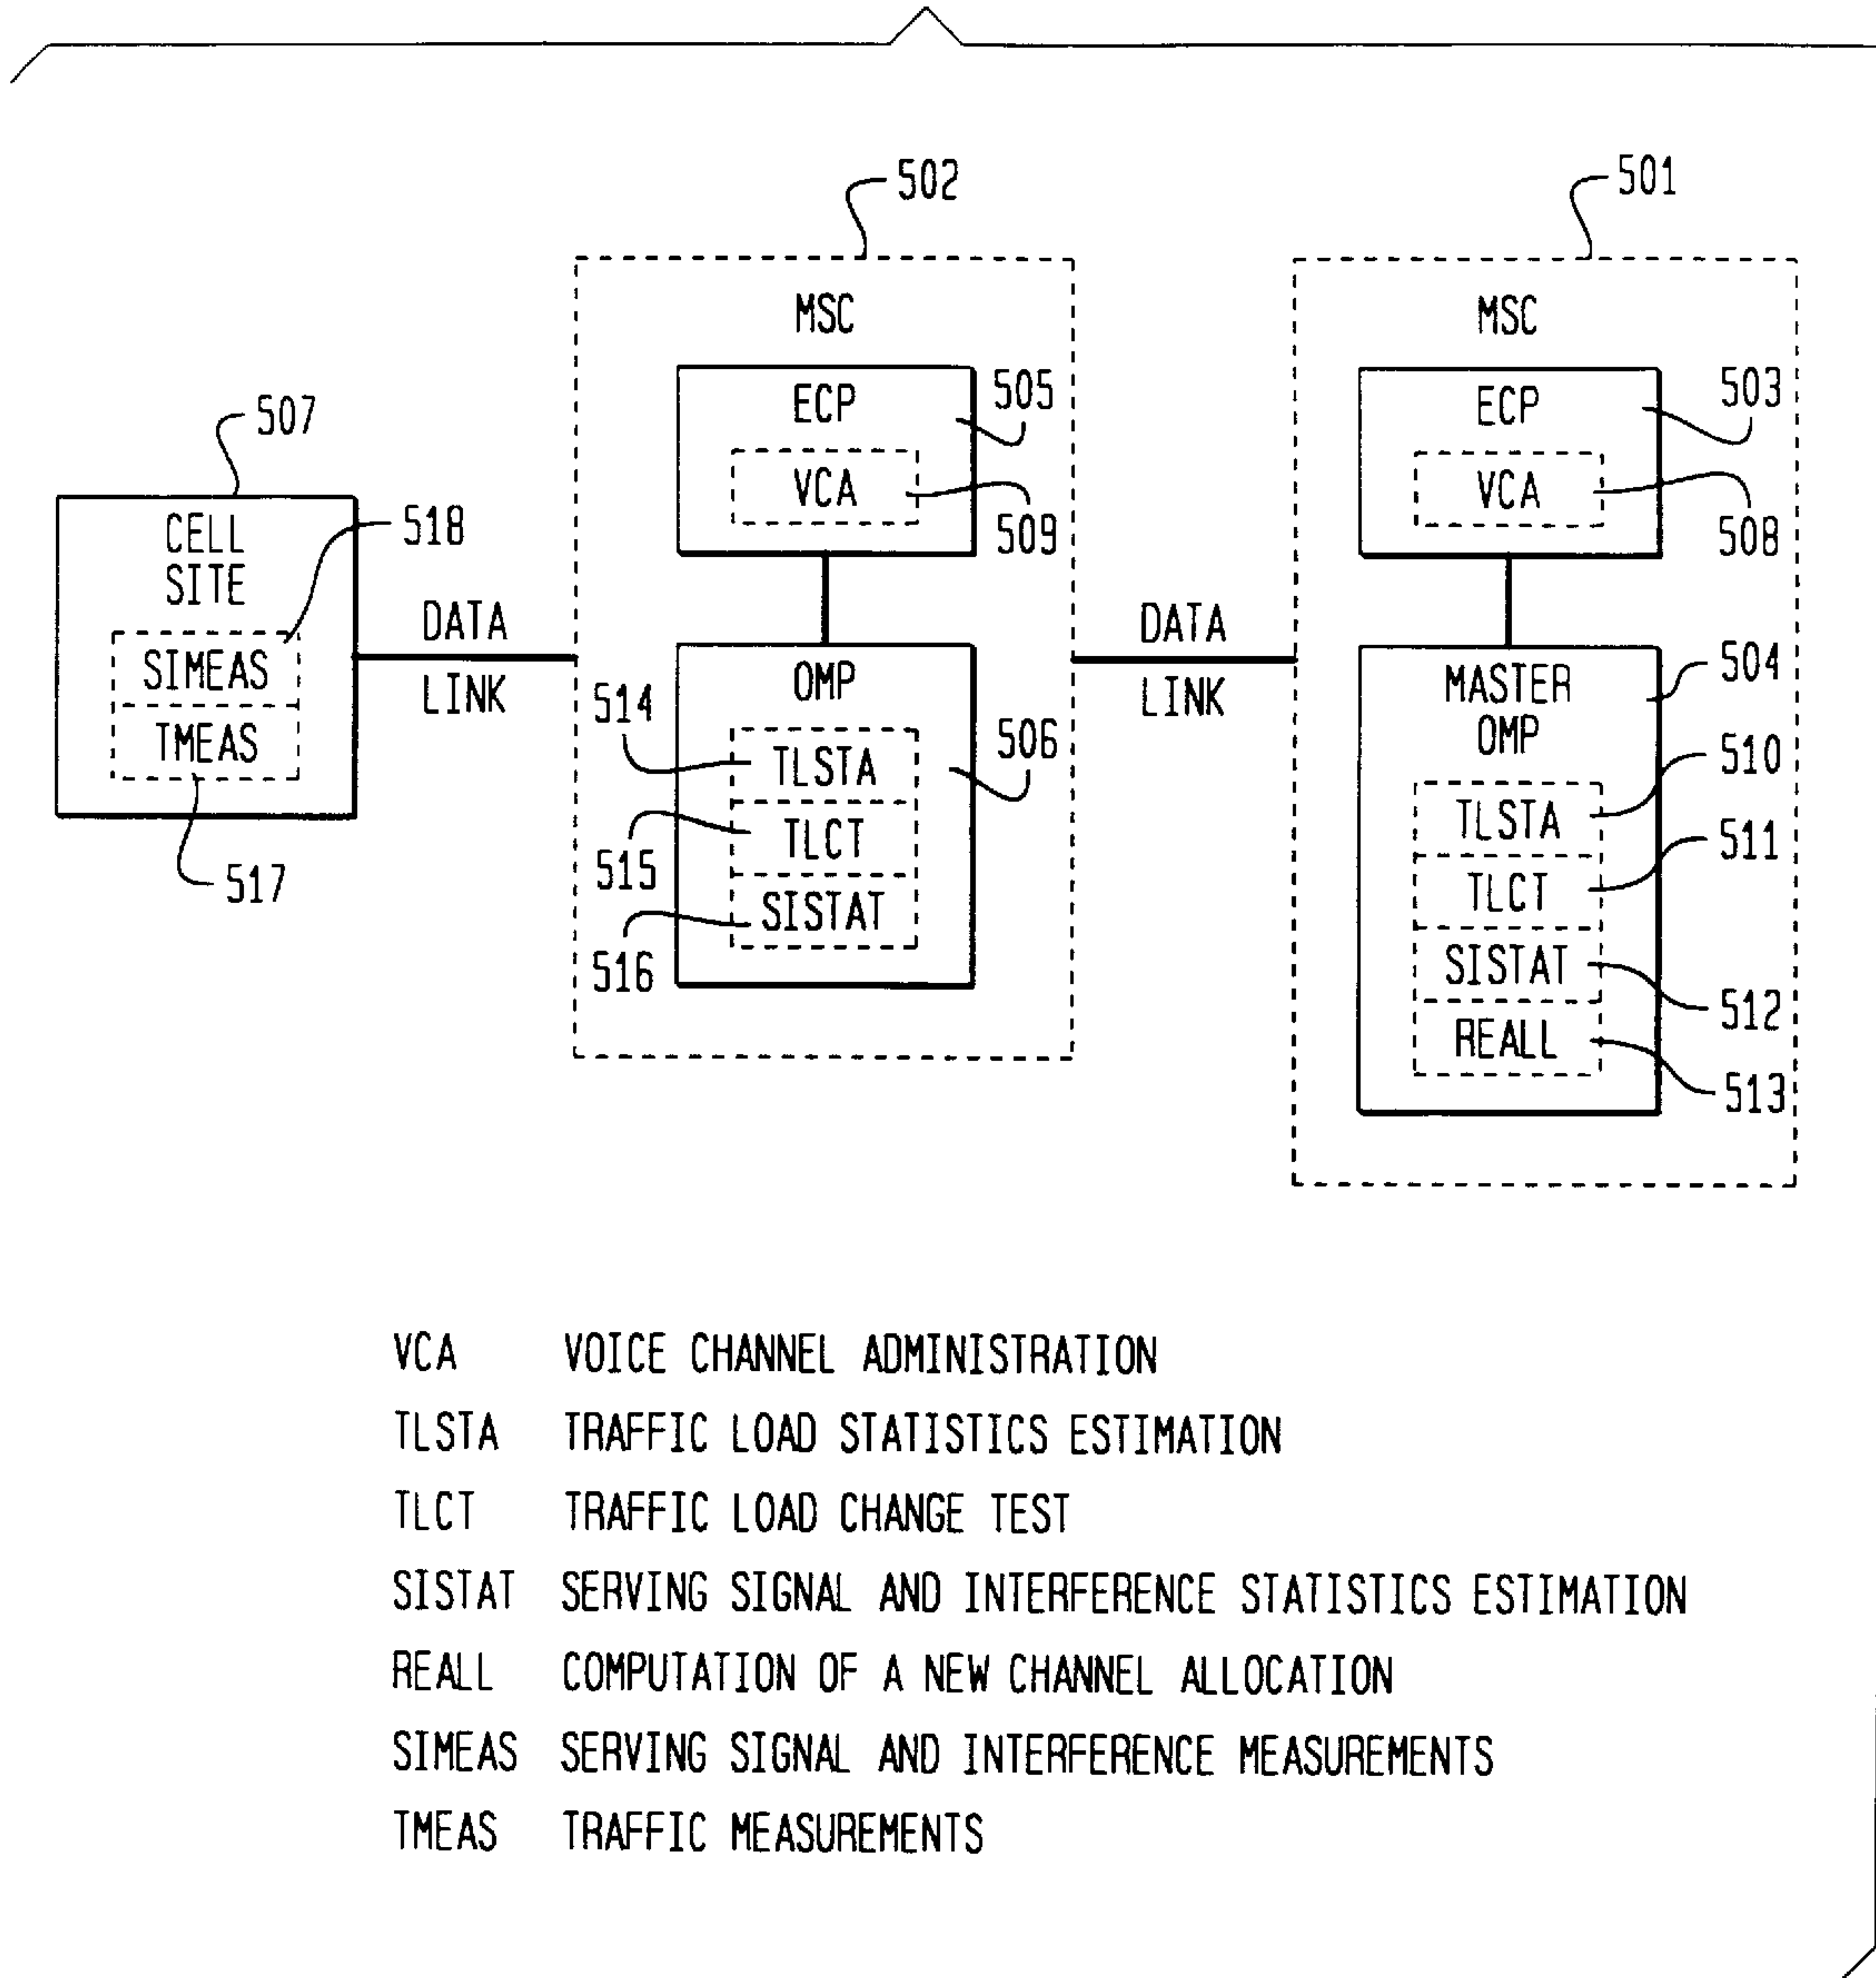 502
501
MSC
MSC
507
ECP
505
ECP
503
CELL
SITE
518
VCA
509
VCA
508
SIMEAS
TMEAS
517
DATA
LINK
OMP
514
506
TLSTA
515
TLCT
516
SISTAT
DATA
LINK
MASTER
OMP
504
510
TLSTA
511
TLCT
SISTAT
512
REALL
513
VCA VOICE CHANNEL ADMINISTRATION
TLSTA TRAFFIC LOAD STATISTICS ESTIMATION
TLCT TRAFFIC LOAD CHANGE TEST
SISTAT SERVING SIGNAL AND INTERFERENCE STATISTICS ESTIMATION
REALL COMPUTATION OF A NEW CHANNEL ALLOCATION
SIMEAS SERVING SIGNAL AND INTERFERENCE MEASUREMENTS
TMEAS TRAFFIC MEASUREMENTS